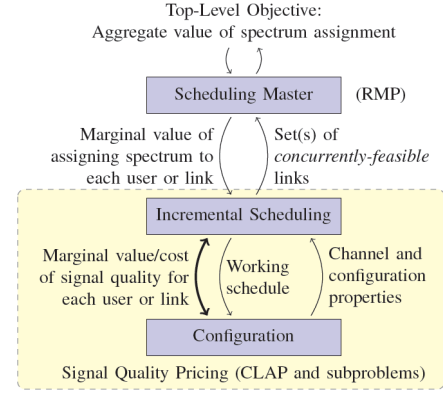 Top-Level Objective:
Aggregate value of spectrum assignment
Scheduling Master
(RMP)
Marginal value of
assigning spectrum to
each user or link
Set(s) of
concurrently-feasible
links
Incremental Scheduling
Marginal value/cost
of signal quality for
each user or link
Working
schedule
Channel and
configuration
properties
Configuration
Signal Quality Pricing (CLAP and subproblems)